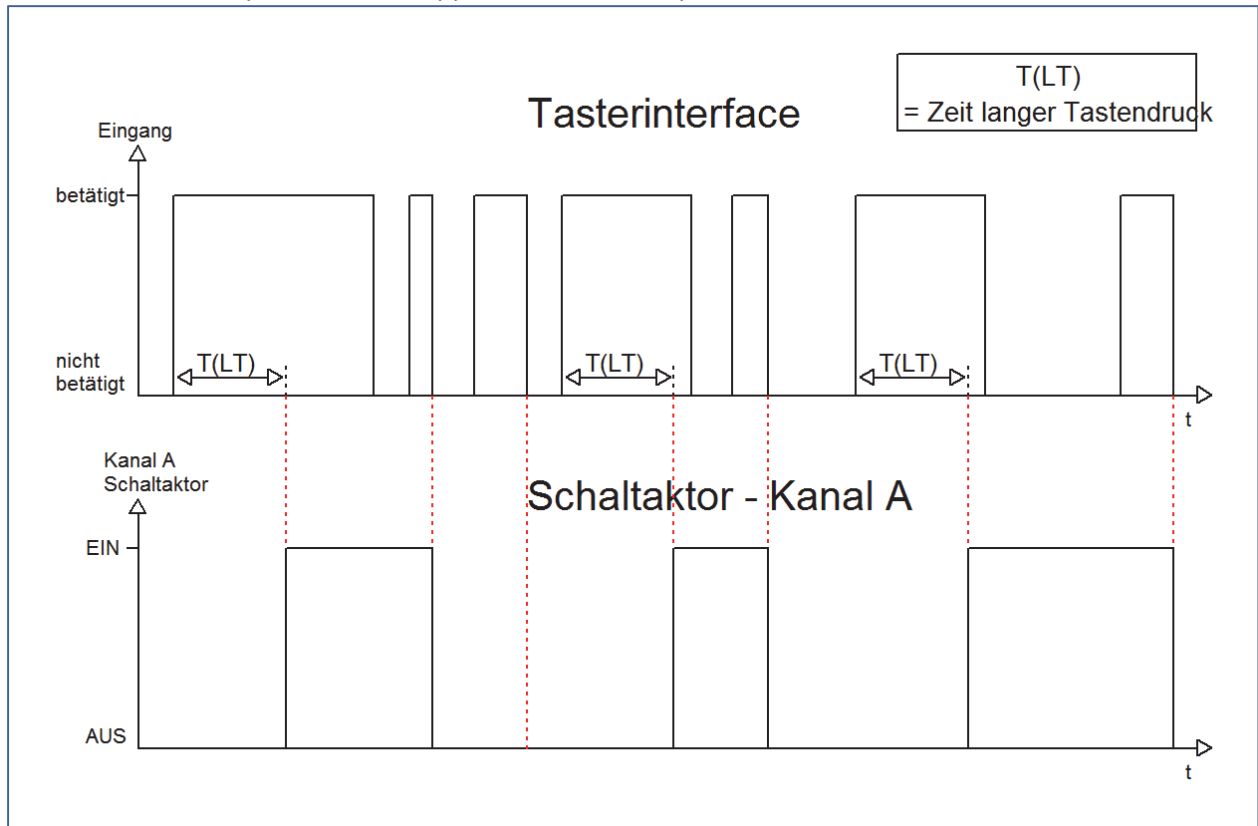 T(LT)
= Zeit langer Tastendruck
Tasterinterface
Eingang
betätigt
nicht
betätigt
T(LT)
T(LT)
T(LT)
t
Kanal A
Schaltaktor
Schaltaktor - Kanal A
EIN
AUS
t